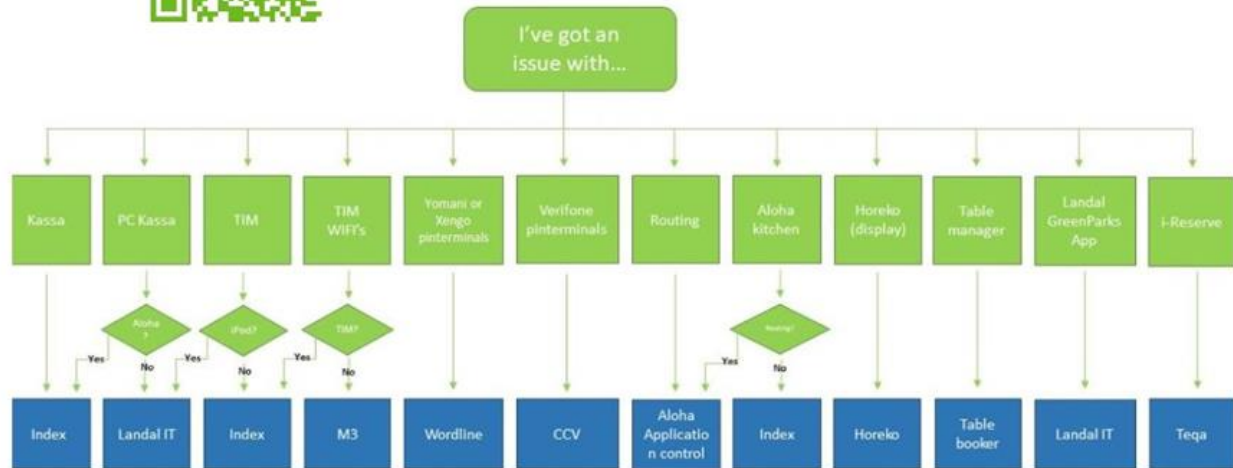 I've got an
issue with...
Kassa
PC Kassa
TIM
TIM
WIFI's
Yomani or
Xengo
pinterminals
Verifone
pinterminals
Routing
Aloha
kitchen
Horeko
(display)
Table
manager
Landal
GreenParks
App
i-Reserve
Aloha
?
iPod?
TIM?
Routing?
Yes
No
Yes
No
Yes
No
Yes
No
Index
Landal IT
Index
M3
Wordline
CCV
Aloha
Applicatio
n control
Index
Horeko
Table
booker
Landal IT
Teqa